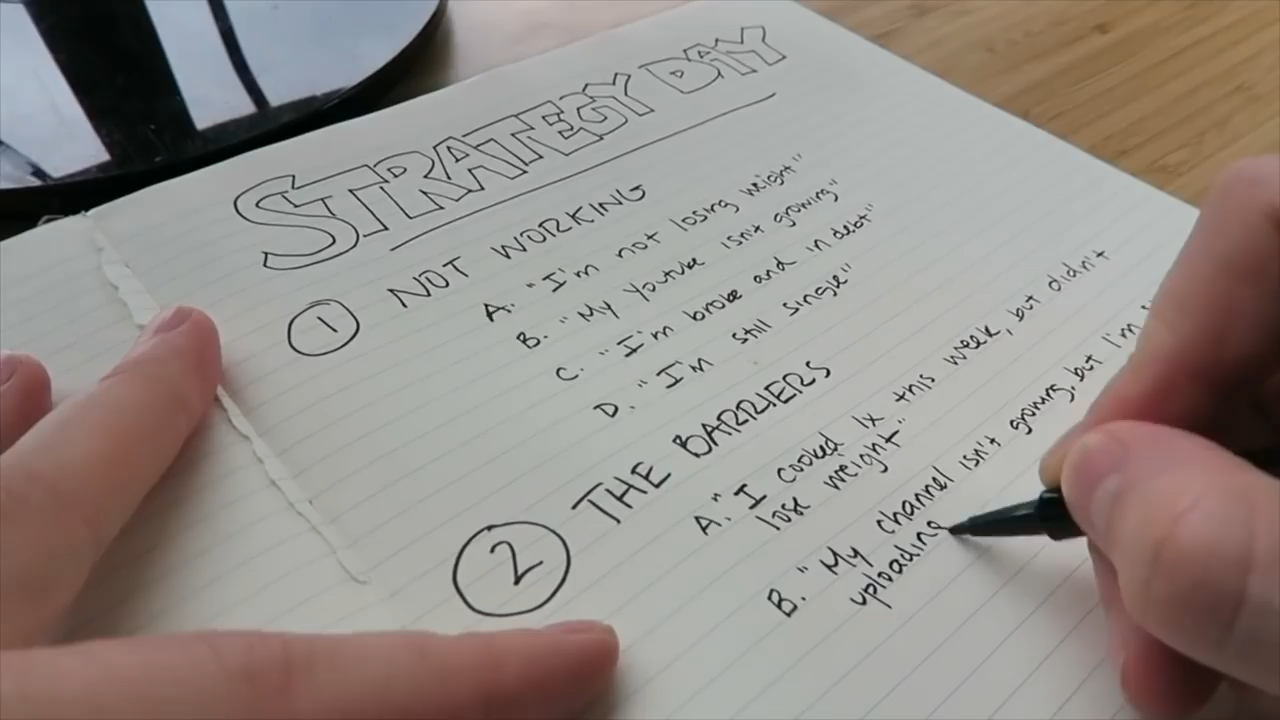 STRATEGY DAY
1 NOT WORKING
A. "I'm not losing weight"
B. "My Youtube isn't growing"
C. "I'm broke and in debt"
D. "I'm still single"
2 THE BARRIERS
A. "I cooked 1x this week, but didn't
lose weight"
B. "My channel isn't growing, but I'm
uploading